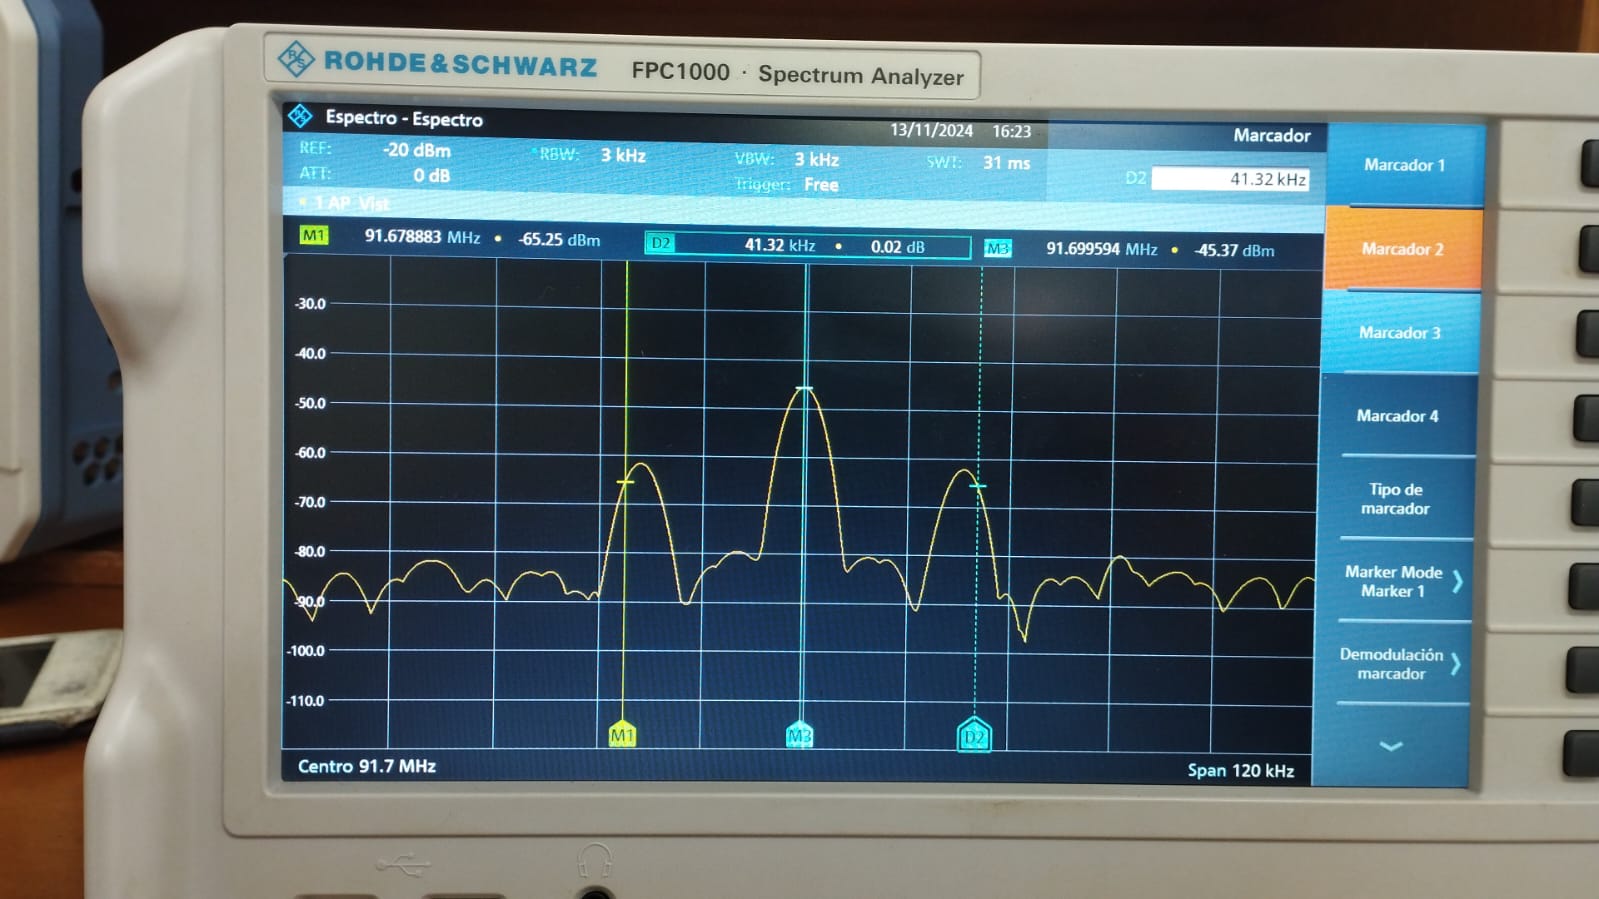 ROHDE & SCHWARZ FPC1000 · Spectrum Analyzer
Espectro - Espectro
13/11/2024 16:23
Marcador
REF: -20 dBm RBW: 3 kHz VBW: 3 kHz SWT: 31 ms
ATT: 0 dB Trigger: Free
D2 41.32 kHz
1 AP Vist
M1 91.678883 MHz • -65.25 dBm D2 41.32 kHz • 0.02 dB M3 91.699594 MHz • -45.37 dBm
-30.0
-40.0
-50.0
-60.0
-70.0
-80.0
-90.0
-100.0
-110.0
M1 M3 D2
Centro 91.7 MHz Span 120 kHz
Marcador 1
Marcador 2
Marcador 3
Marcador 4
Tipo de
marcador
Marker Mode
Marker 1
Demodulación
marcador